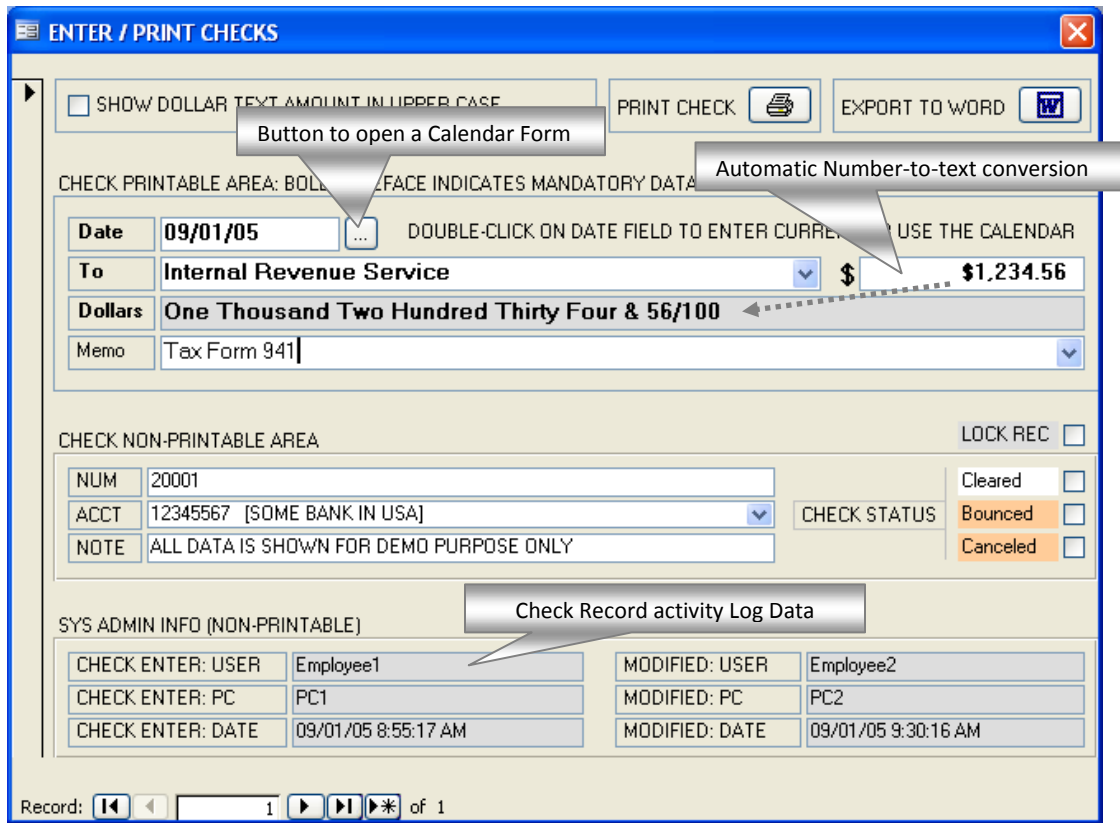 ENTER / PRINT CHECKS
SHOW DOLLAR TEXT AMOUNT IN UPPER CASE
PRINT CHECK
EXPORT TO WORD
Button to open a Calendar Form
Automatic Number-to-text conversion
CHECK PRINTABLE AREA: INDICATES MANDATORY DATA
Date 09/01/05 ... DOUBLE-CLICK ON DATE FIELD TO ENTER USE THE CALENDAR
To Internal Revenue Service $ $1,234.56
Dollars One Thousand Two Hundred Thirty Four & 56/100
Memo Tax Form 941
CHECK NON-PRINTABLE AREA
LOCK REC
NUM 20001
Cleared
ACCT 12345567 [SOME BANK IN USA]
CHECK STATUS Bounced
NOTE ALL DATA IS SHOWN FOR DEMO PURPOSE ONLY
Canceled
Check Record activity Log Data
SYS ADMIN INFO (NON-PRINTABLE)
CHECK ENTER: USER Employee1 MODIFIED: USER Employee2
CHECK ENTER: PC PC1 MODIFIED: PC PC2
CHECK ENTER: DATE 09/01/05 8:55:17 AM MODIFIED: DATE 09/01/05 9:30:16 AM
Record: 1 of 1